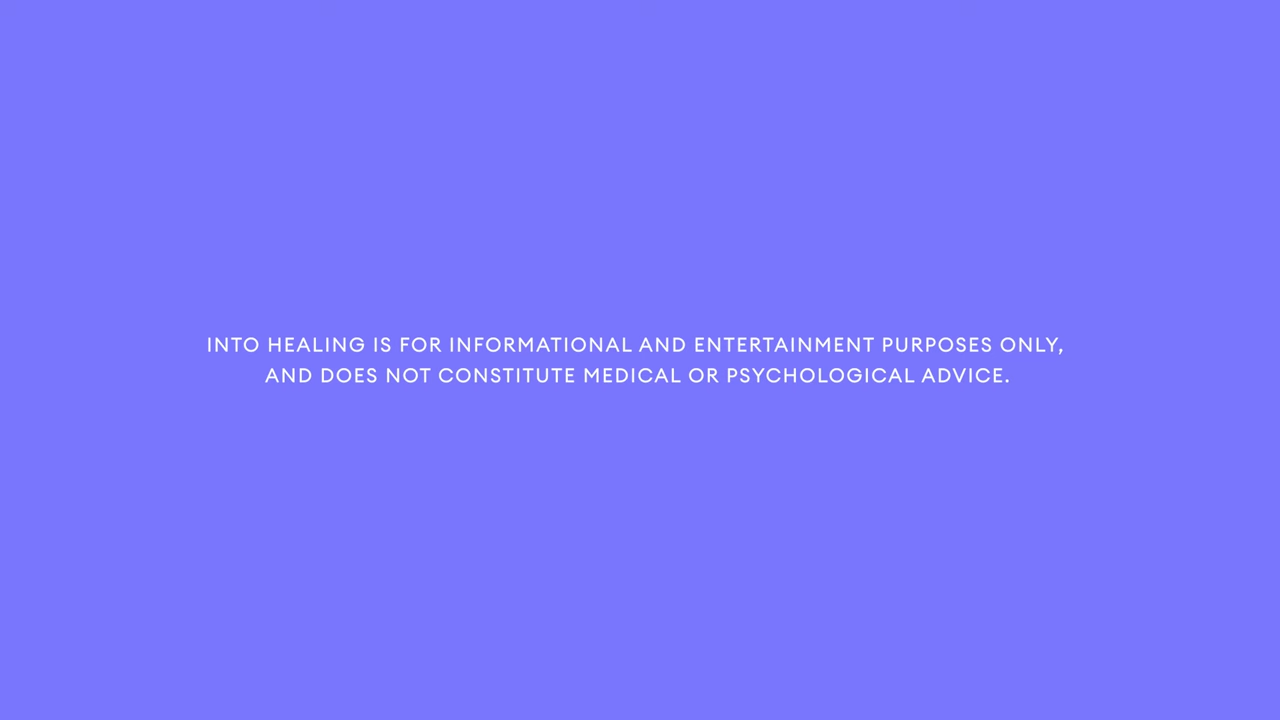 INTO HEALING IS FOR INFORMATIONAL AND ENTERTAINMENT PURPOSES ONLY,
AND DOES NOT CONSTITUTE MEDICAL OR PSYCHOLOGICAL ADVICE.